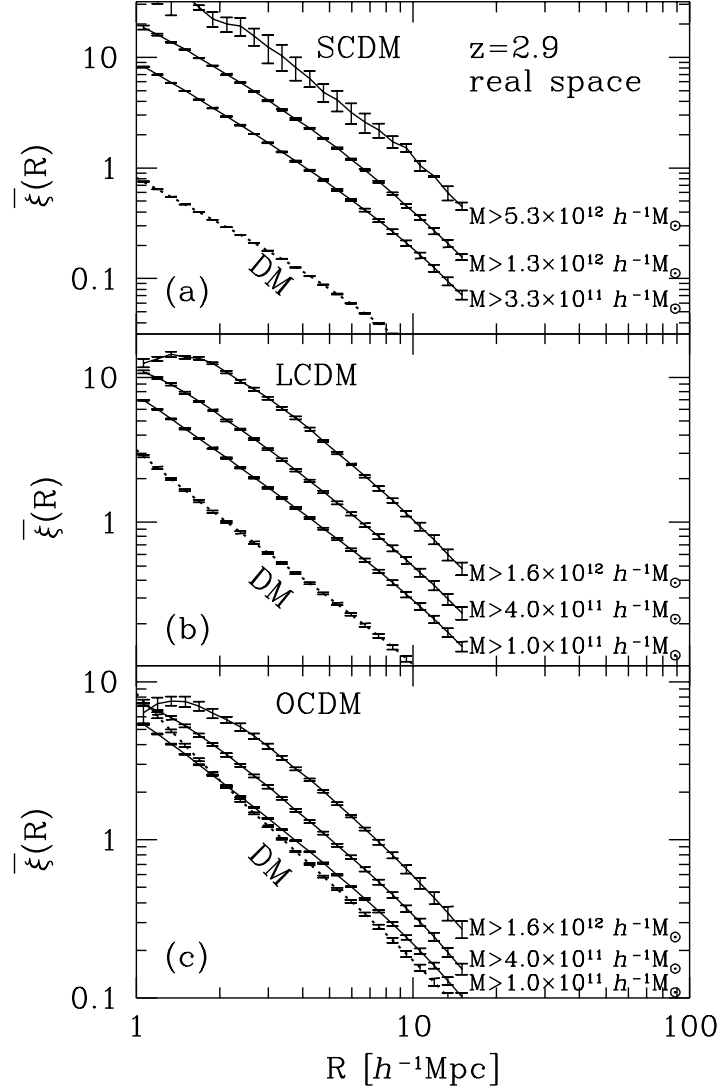 SCDM
z=2.9
real space
10
1
0.1
ξ̅(R)
DM
(a)
M>5.3×10¹² h⁻¹M⊙
M>1.3×10¹² h⁻¹M⊙
M>3.3×10¹¹ h⁻¹M⊙
LCDM
10
1
ξ̅(R)
DM
(b)
M>1.6×10¹² h⁻¹M⊙
M>4.0×10¹¹ h⁻¹M⊙
M>1.0×10¹¹ h⁻¹M⊙
OCDM
10
1
0.1
ξ̅(R)
DM
(c)
M>1.6×10¹² h⁻¹M⊙
M>4.0×10¹¹ h⁻¹M⊙
M>1.0×10¹¹ h⁻¹M⊙
1
10
100
R [h⁻¹Mpc]